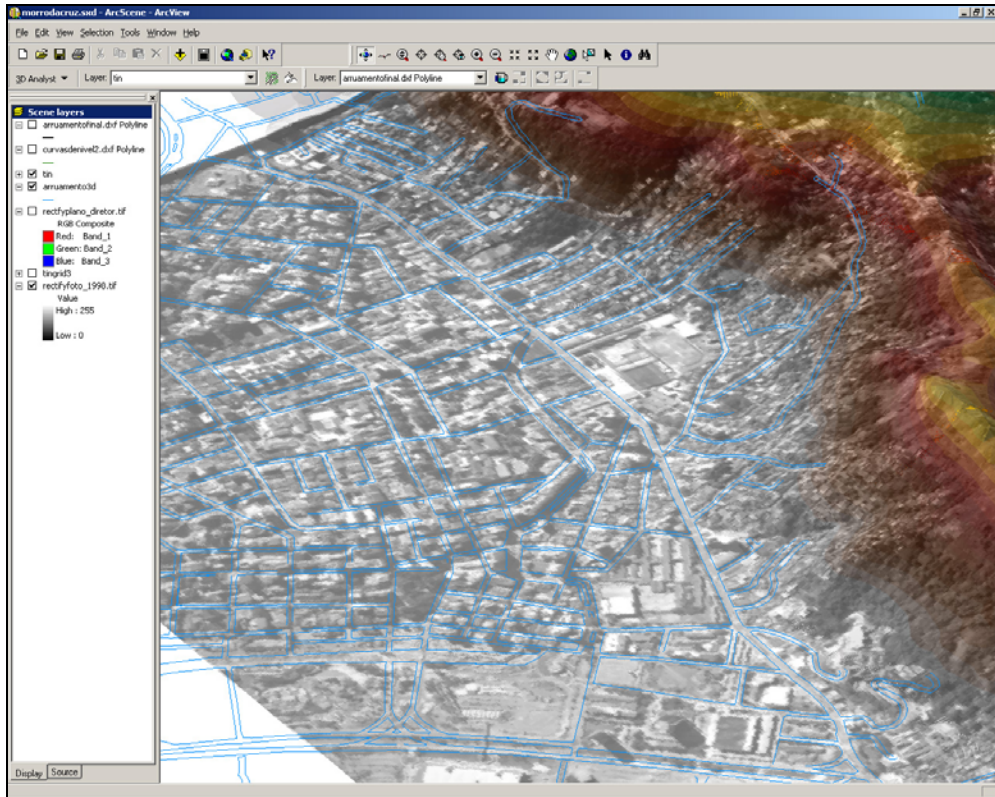 morrodacruz.sxd - ArcScene - ArcView
File Edit View Selection Tools Window Help
3D Analyst Layer: tin Layer: arruamentofinal.dxf Polyline
Scene layers
arruamentofinal.dxf Polyline
curvasdenivel2.dxf Polyline
tin
arruamento3d
rectfyplano_diretor.tif
RGB Composite
Red: Band_1
Green: Band_2
Blue: Band_3
tingrid3
rectifyfoto_1998.tif
Value
High : 255
Low : 0
Display Source